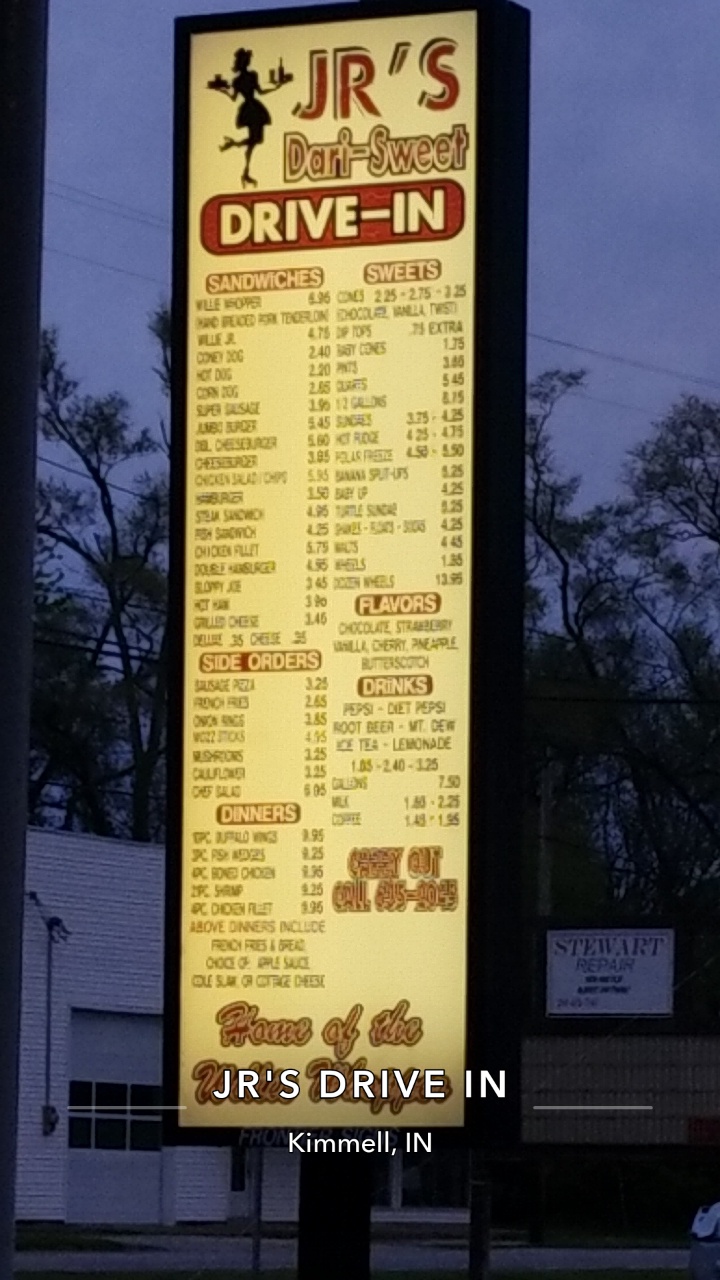 JR'S
Dari-Sweet
DRIVE-IN
SANDWICHES
WILLIE WHOPPER 6.95
(HAND BREADED PORK TENDERLOIN)
WILLIE JR. 4.75
CONEY DOG 2.40
HOT DOG 2.20
CORN DOG 2.65
SUPER SAUSAGE 3.95
JUMBO BURGER 5.45
DBL. CHEESEBURGER 5.60
CHEESEBURGER 3.85
CHICKEN SALAD / CHIPS 5.95
HAMBURGER 3.50
STEAK SANDWICH 4.95
FISH SANDWICH 4.25
CHICKEN FILLET 5.75
DOUBLE HAMBURGER 4.95
SLOPPY JOE 3.45
HOT HAM
GRILLED CHEESE 3.45
DELUXE .35 CHEESE .35
SIDE ORDERS
SAUSAGE PIZZA 3.25
FRENCH FRIES 2.65
ONION RINGS 3.85
MOZZ STICKS 4.95
MUSHROOMS 3.25
CAULIFLOWER 3.25
CHEF SALAD
DINNERS
10PC. BUFFALO WINGS 9.95
3PC. FISH WEDGES 9.25
4PC. BONED CHICKEN 9.95
21PC. SHRIMP 9.25
4PC. CHICKEN FILLET 9.95
ABOVE DINNERS INCLUDE
FRENCH FRIES & BREAD,
CHOICE OF: APPLE SAUCE,
COLE SLAW, OR COTTAGE CHEESE
SWEETS
CONES 2.25 - 2.75 - 3.25
(CHOCOLATE, VANILLA, TWIST)
DIP TOPS .75 EXTRA
BABY CONES 1.75
PINTS
QUARTS 5.45
1/2 GALLONS
SUNDAES 3.75 - 4.25
HOT FUDGE 4.25 - 4.75
POLAR FREEZE 4.50 - 5.50
BANANA SPLIT-UPS 5.25
BABY UP 4.25
TURTLE SUNDAE 5.25
SHAKES - FLOATS - SODAS 4.25
MALTS 4.45
WHEELS 1.35
DOZEN WHEELS 13.95
FLAVORS
CHOCOLATE, STRAWBERRY
VANILLA, CHERRY, PINEAPPLE,
BUTTERSCOTCH
DRINKS
PEPSI - DIET PEPSI
ROOT BEER - MT. DEW
ICE TEA - LEMONADE
1.85 - 2.40 - 3.25
GALLONS 7.50
MILK 1.80 - 2.25
COFFEE 1.45 - 1.95
CARRY OUT
CALL
Home of the
Willie Whopper
JR'S DRIVE IN
Kimmell, IN
STEWART
REPAIR